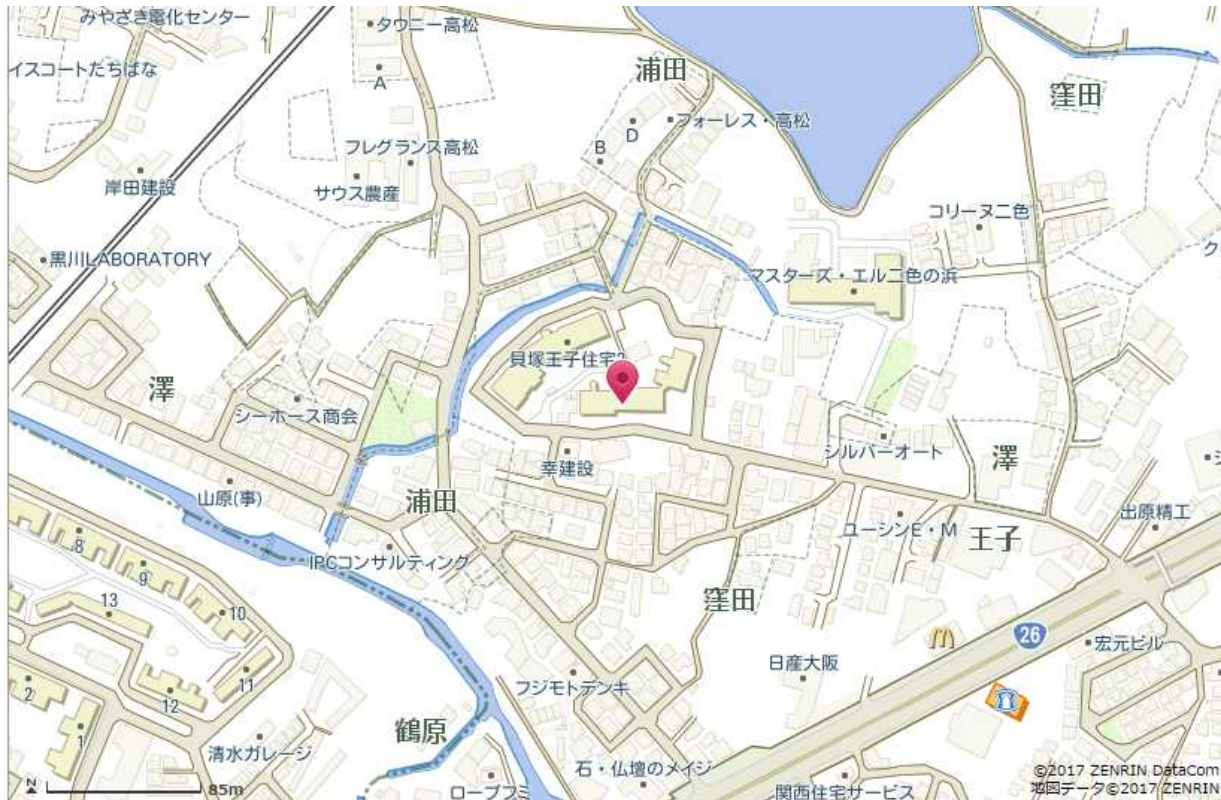 みやざき電化センター
タウニー高松
イスコートたちばな
A
浦田
窪田
フォーレス・高松
D
B
フレグランス高松
岸田建設
サウス農産
コリーヌ二色
ク
黒川LABORATORY
マスターズ・エル二色の浜
貝塚王子住宅2
澤
シーホース商会
シルバーオート
澤
幸建設
山原(事)
浦田
出原精工
ユーシンE・M
王子
8
IPCコンサルティング
9
13
10
窪田
26
宏元ビル
日産大阪
11
2
12
フジモトデンキ
1
鶴原
清水ガレージ
石・仏壇のメイジ
N
85m
ローブフミ
関西住宅サービス
©2017 ZENRIN DataCom
地図データ©2017 ZENRIN